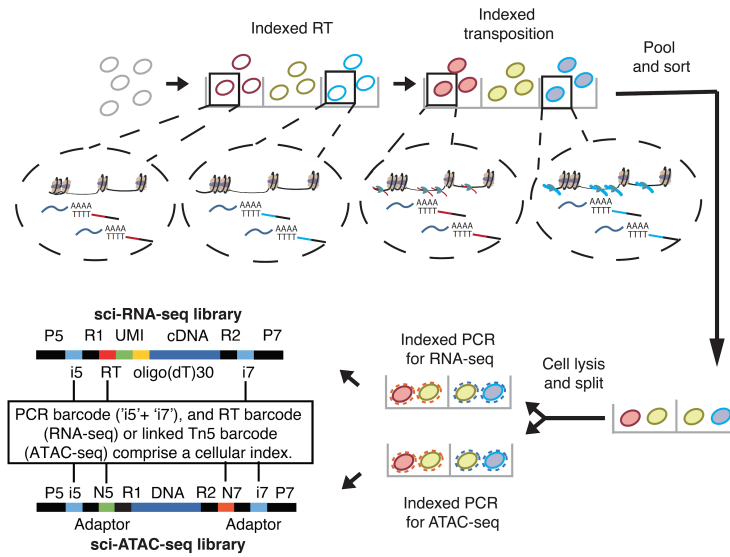 Indexed RT
Indexed
transposition
Pool
and sort
AAAA
TTTT
AAAA
TTTT
AAAA
TTTT
AAAA
TTTT
AAAA
TTTT
AAAA
TTTT
AAAA
TTTT
AAAA
TTTT
sci-RNA-seq library
P5 R1 UMI cDNA R2 P7
i5 RT oligo(dT)30 i7
PCR barcode ('i5'+ 'i7'), and RT barcode
(RNA-seq) or linked Tn5 barcode
(ATAC-seq) comprise a cellular index.
P5 i5 N5 R1 DNA R2 N7 i7 P7
Adaptor Adaptor
sci-ATAC-seq library
Indexed PCR
for RNA-seq
Cell lysis
and split
Indexed PCR
for ATAC-seq